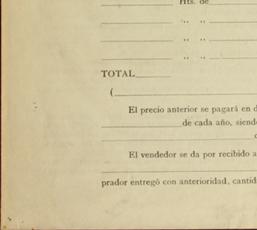 Hts. de
,, ,,
,, ,,
,, ,,
TOTAL
(
El precio anterior se pagará en d
de cada año, siend
El vendedor se da por recibido a
prador entregó con anterioridad, cantid